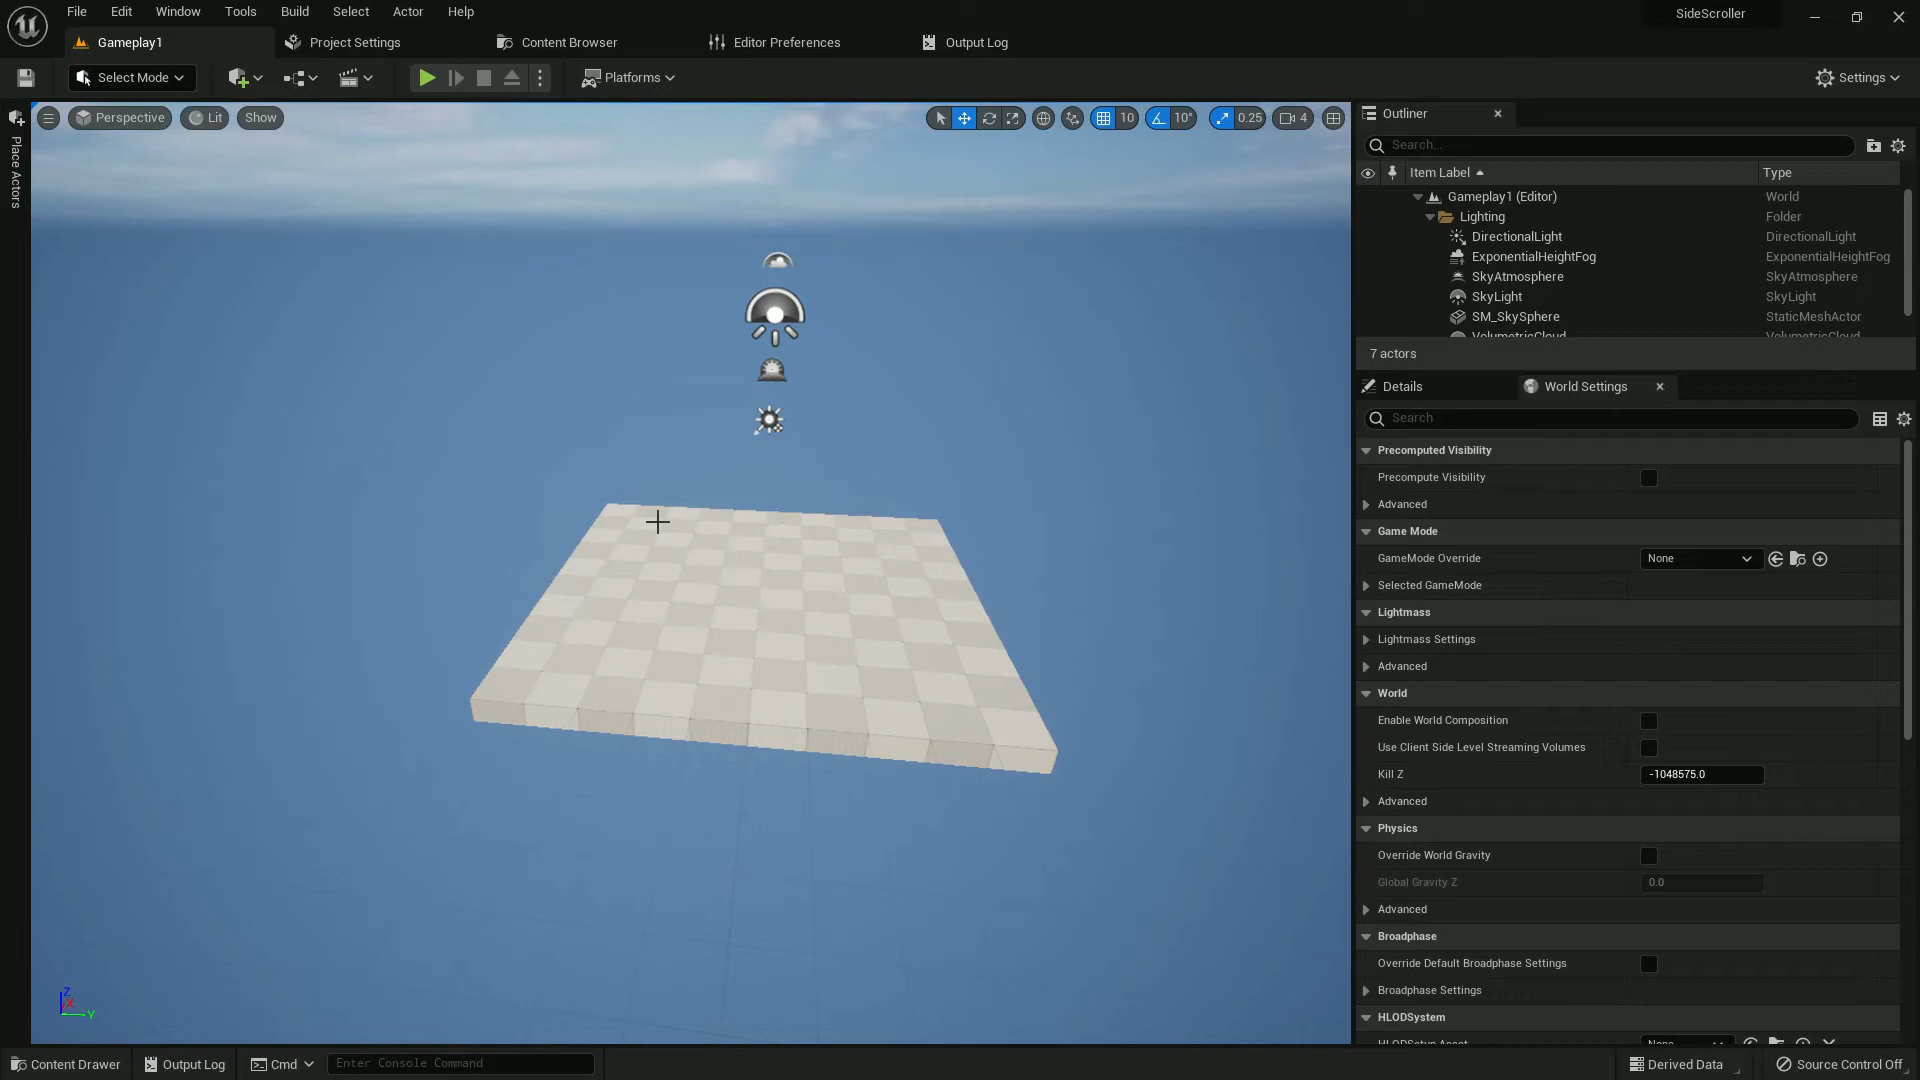 File Edit Window Tools Build Select Actor Help
SideScroller
Gameplay1 Project Settings Content Browser Editor Preferences Output Log
Select Mode Platforms Settings
Place Actors
Perspective Lit Show 10 10° 0.25 4
Outliner
Search...
Item Label Type
Gameplay1 (Editor) World
Lighting Folder
DirectionalLight DirectionalLight
ExponentialHeightFog ExponentialHeightFog
SkyAtmosphere SkyAtmosphere
SkyLight SkyLight
SM_SkySphere StaticMeshActor
VolumetricCloud VolumetricCloud
7 actors
Details World Settings
Search
Precomputed Visibility
Precompute Visibility
Advanced
Game Mode
GameMode Override None
Selected GameMode
Lightmass
Lightmass Settings
Advanced
World
Enable World Composition
Use Client Side Level Streaming Volumes
Kill Z -1048575.0
Advanced
Physics
Override World Gravity
Global Gravity Z 0.0
Advanced
Broadphase
Override Default Broadphase Settings
Broadphase Settings
HLODSystem
HLODSetup Asset None
Z
X
Y
Content Drawer Output Log Cmd Enter Console Command Derived Data Source Control Off